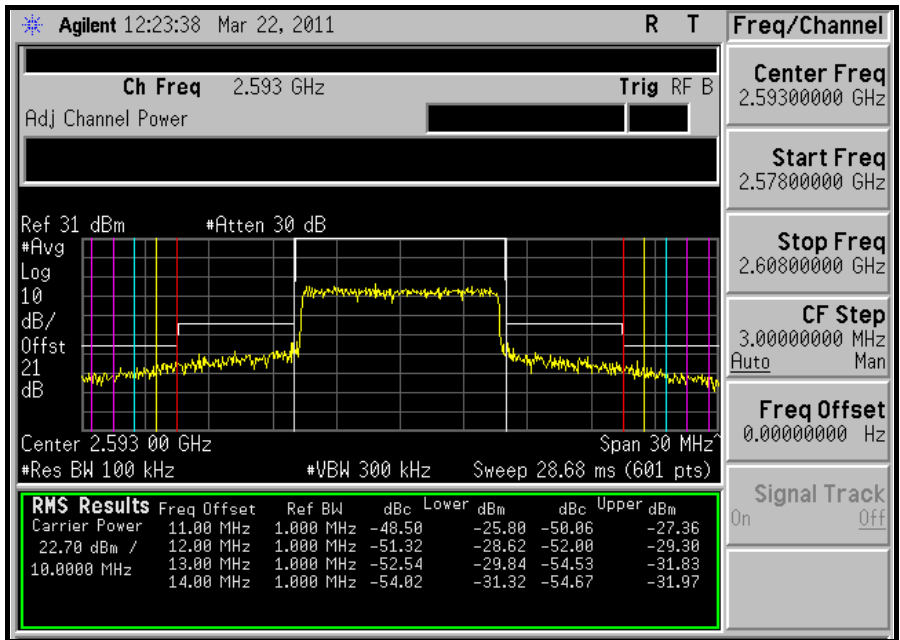 Agilent 12:23:38 Mar 22, 2011 R T
Freq/Channel
Ch Freq 2.593 GHz Trig RF B
Adj Channel Power
Center Freq
2.59300000 GHz
Start Freq
2.57800000 GHz
Stop Freq
2.60800000 GHz
CF Step
3.00000000 MHz
Auto Man
Freq Offset
0.00000000 Hz
Signal Track
On Off
Ref 31 dBm #Atten 30 dB
#Avg
Log
10
dB/
Offst
21
dB
Center 2.593 00 GHz Span 30 MHz^
#Res BW 100 kHz #VBW 300 kHz Sweep 28.68 ms (601 pts)
RMS Results Freq Offset Ref BW dBc Lower dBm dBc Upper dBm
Carrier Power 11.00 MHz 1.000 MHz -48.50 -25.80 -50.06 -27.36
22.70 dBm / 12.00 MHz 1.000 MHz -51.32 -28.62 -52.00 -29.30
10.0000 MHz 13.00 MHz 1.000 MHz -52.54 -29.84 -54.53 -31.83
14.00 MHz 1.000 MHz -54.02 -31.32 -54.67 -31.97